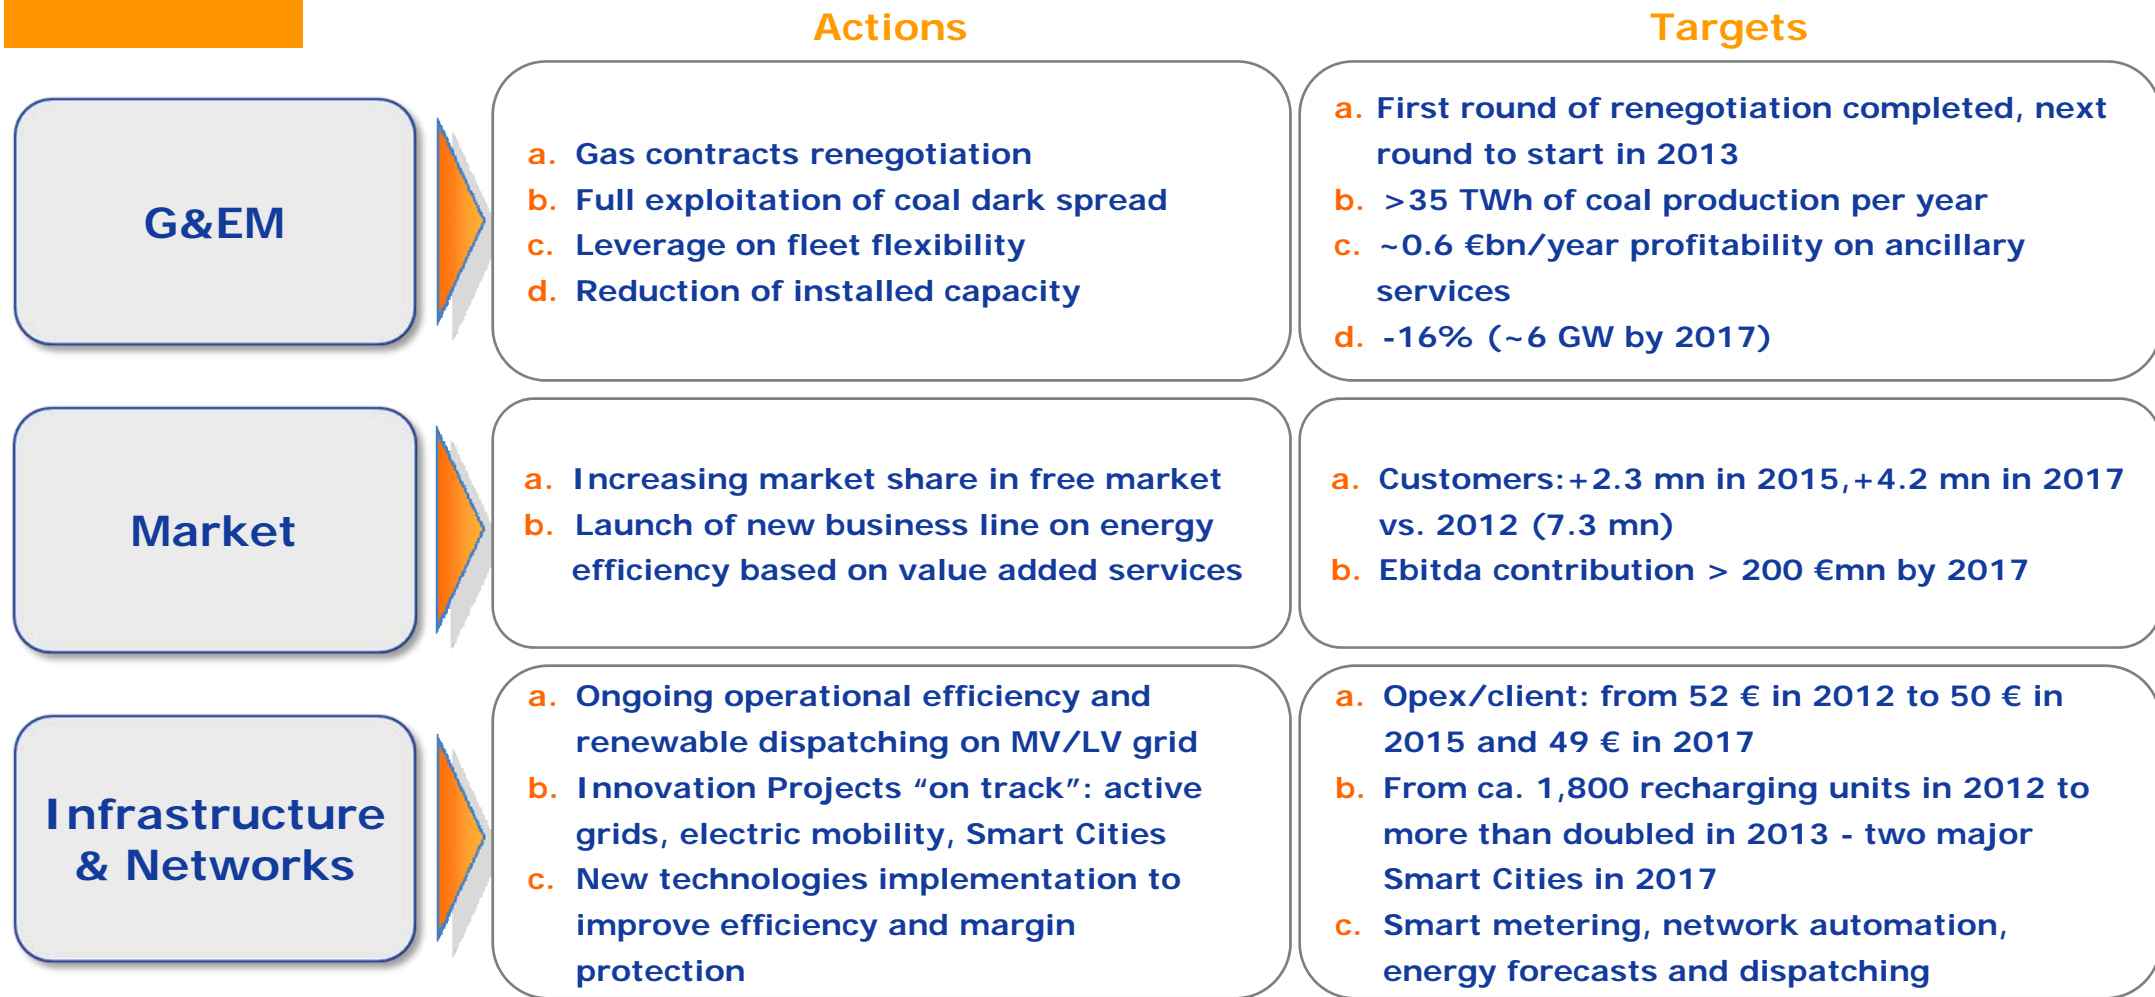 Actions
Targets
G&EM
a. Gas contracts renegotiation
b. Full exploitation of coal dark spread
c. Leverage on fleet flexibility
d. Reduction of installed capacity
a. First round of renegotiation completed, next
round to start in 2013
b. >35 TWh of coal production per year
c. ~0.6 €bn/year profitability on ancillary
services
d. -16% (~6 GW by 2017)
Market
a. Increasing market share in free market
b. Launch of new business line on energy
efficiency based on value added services
a. Customers:+2.3 mn in 2015,+4.2 mn in 2017
vs. 2012 (7.3 mn)
b. Ebitda contribution > 200 €mn by 2017
Infrastructure
& Networks
a. Ongoing operational efficiency and
renewable dispatching on MV/LV grid
b. Innovation Projects “on track”: active
grids, electric mobility, Smart Cities
c. New technologies implementation to
improve efficiency and margin
protection
a. Opex/client: from 52 € in 2012 to 50 € in
2015 and 49 € in 2017
b. From ca. 1,800 recharging units in 2012 to
more than doubled in 2013 - two major
Smart Cities in 2017
c. Smart metering, network automation,
energy forecasts and dispatching